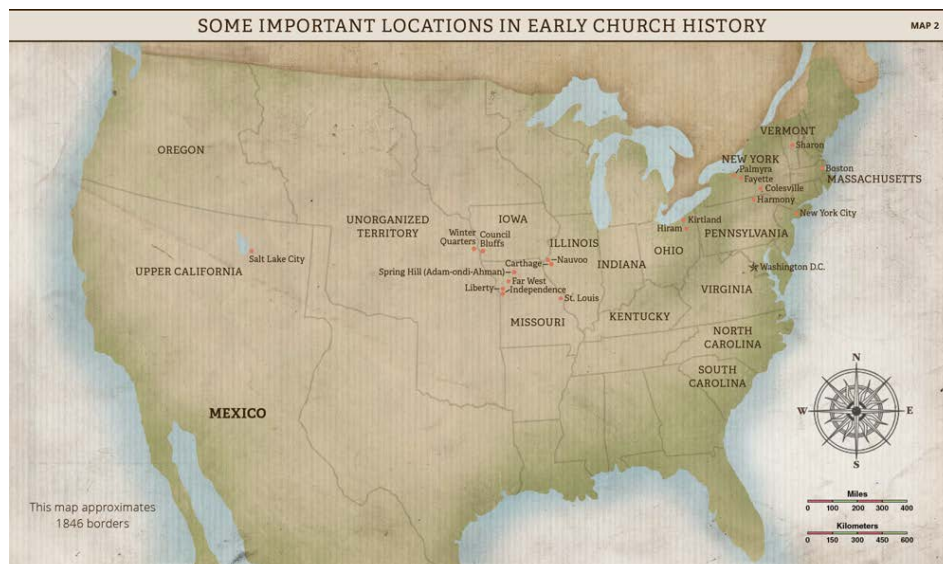 SOME IMPORTANT LOCATIONS IN EARLY CHURCH HISTORY
MAP 2
VERMONT
Sharon
OREGON
NEW YORK
Palmyra
Boston
Fayette
MASSACHUSETTS
Colesville
Harmony
New York City
UNORGANIZED
TERRITORY
IOWA
Kirtland
Hiram
PENNSYLVANIA
Winter
Quarters
Council
Bluffs
ILLINOIS
OHIO
Salt Lake City
Nauvoo
Carthage
INDIANA
UPPER CALIFORNIA
Spring Hill (Adam-ondi-Ahman)
Washington D.C.
Far West
Liberty
Independence
VIRGINIA
St. Louis
MISSOURI
KENTUCKY
NORTH
CAROLINA
SOUTH
CAROLINA
MEXICO
N
W
E
S
This map approximates
1846 borders
Miles
0 100 200 300 400
Kilometers
0 150 300 450 600